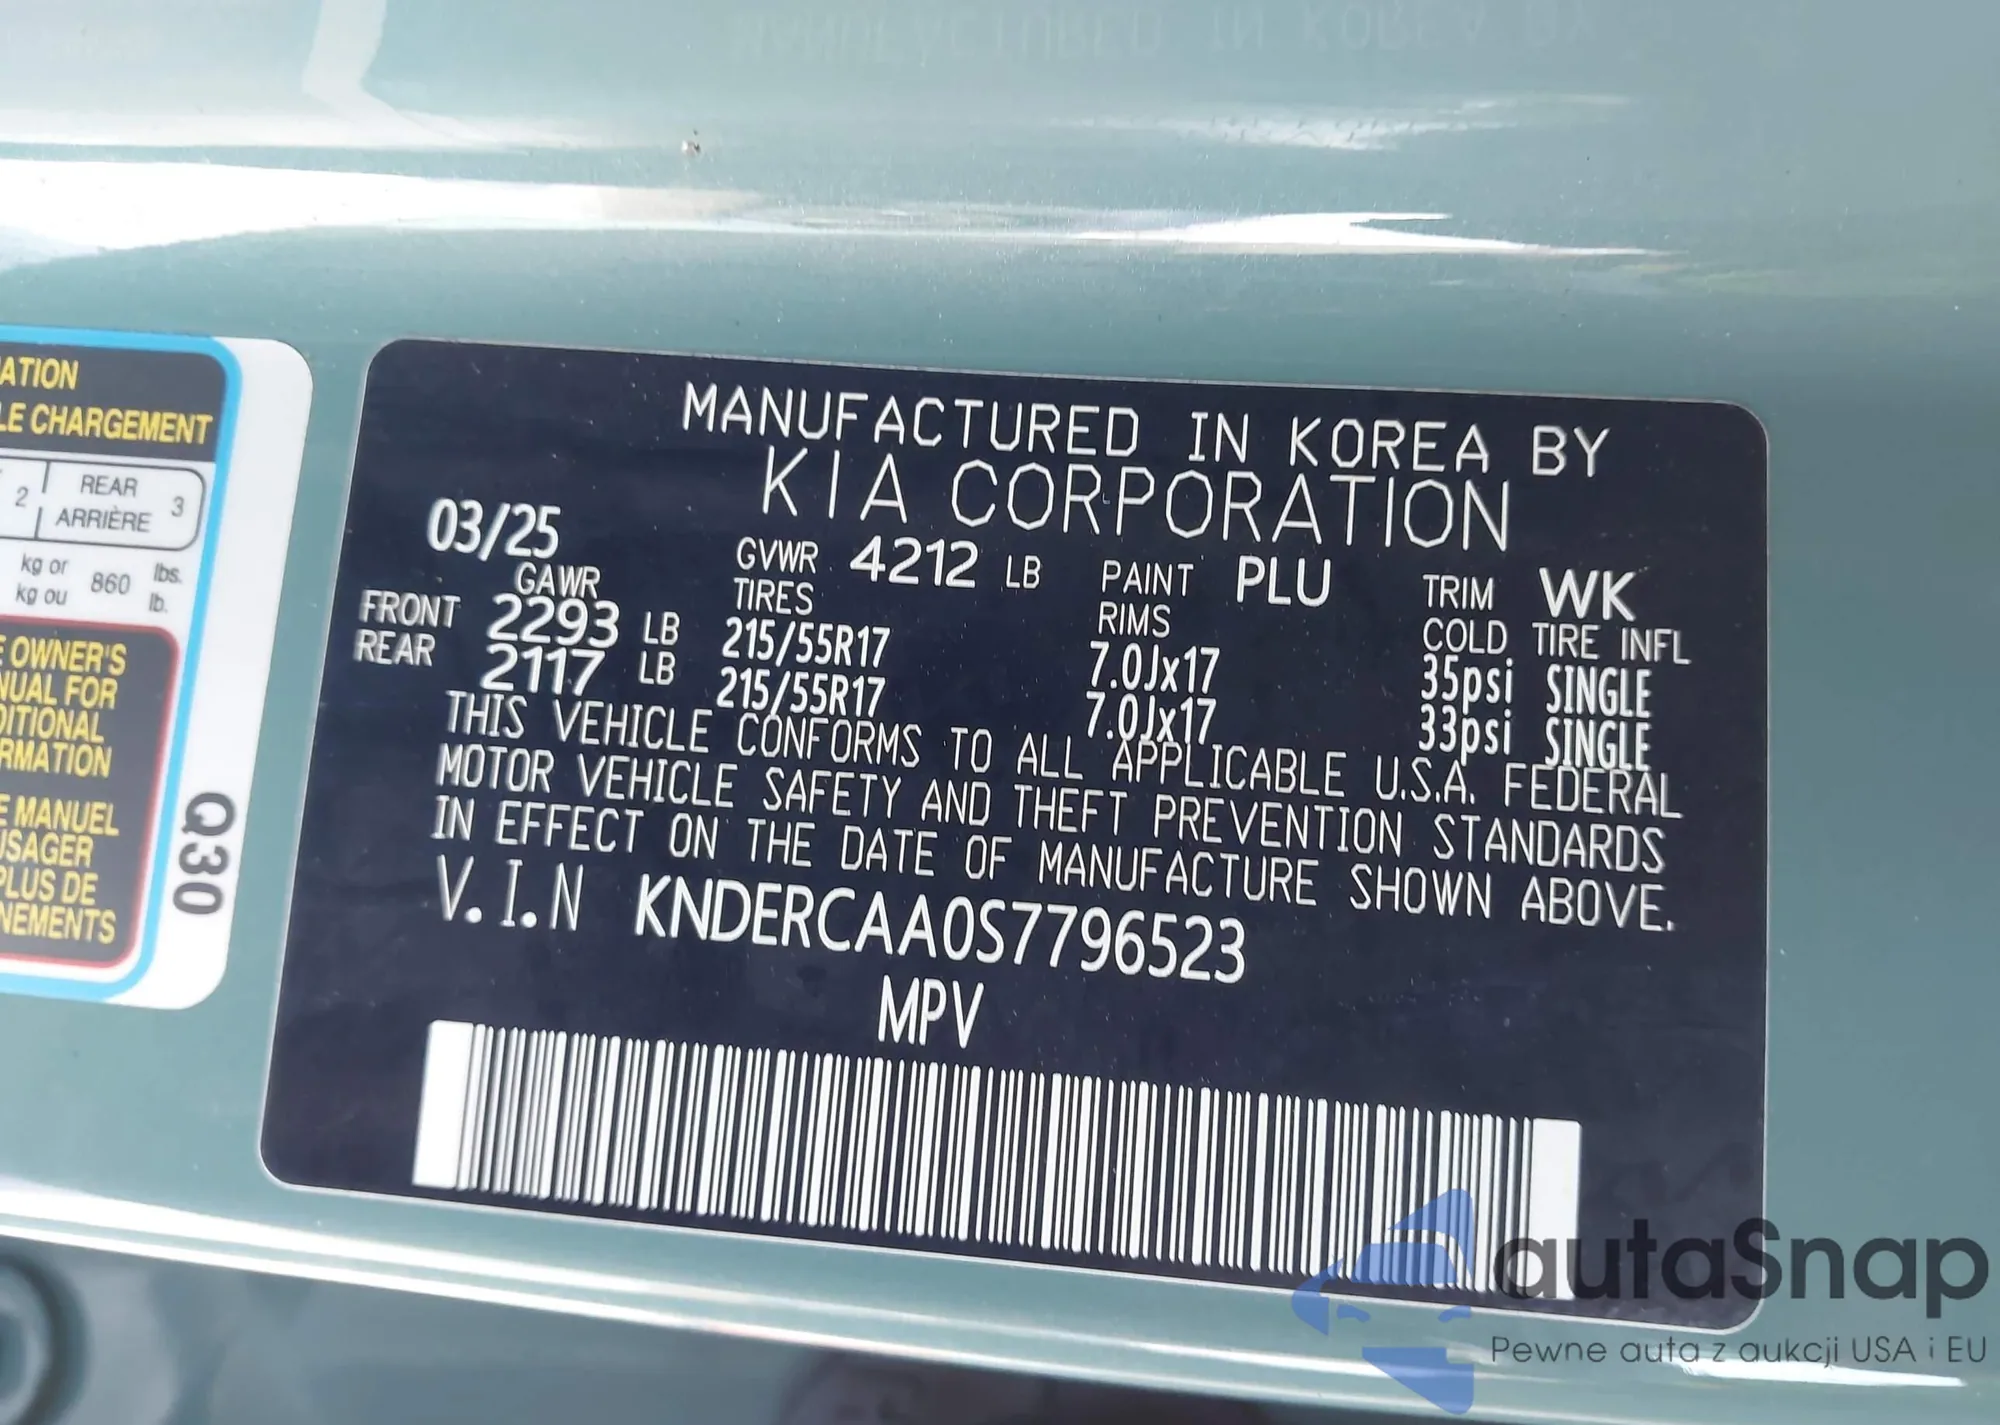 ATION
LE CHARGEMENT
2 REAR 3
ARRIÈRE
kg or 860 lbs.
kg ou lb.
E OWNER'S
NUAL FOR
DITIONAL
RMATION
E MANUEL
USAGER
PLUS DE
NEMENTS
Q30
MANUFACTURED IN KOREA BY
KIA CORPORATION
03/25 GVWR 4212 LB PAINT PLU TRIM WK
GAWR TIRES RIMS COLD TIRE INFL
FRONT 2293 LB 215/55R17 7.0Jx17 35psi SINGLE
REAR 2117 LB 215/55R17 7.0Jx17 33psi SINGLE
THIS VEHICLE CONFORMS TO ALL APPLICABLE U.S.A. FEDERAL
MOTOR VEHICLE SAFETY AND THEFT PREVENTION STANDARDS
IN EFFECT ON THE DATE OF MANUFACTURE SHOWN ABOVE.
V.I.N KNDERCAA0S7796523
MPV
autaSnap
Pewne auta z aukcji USA i EU